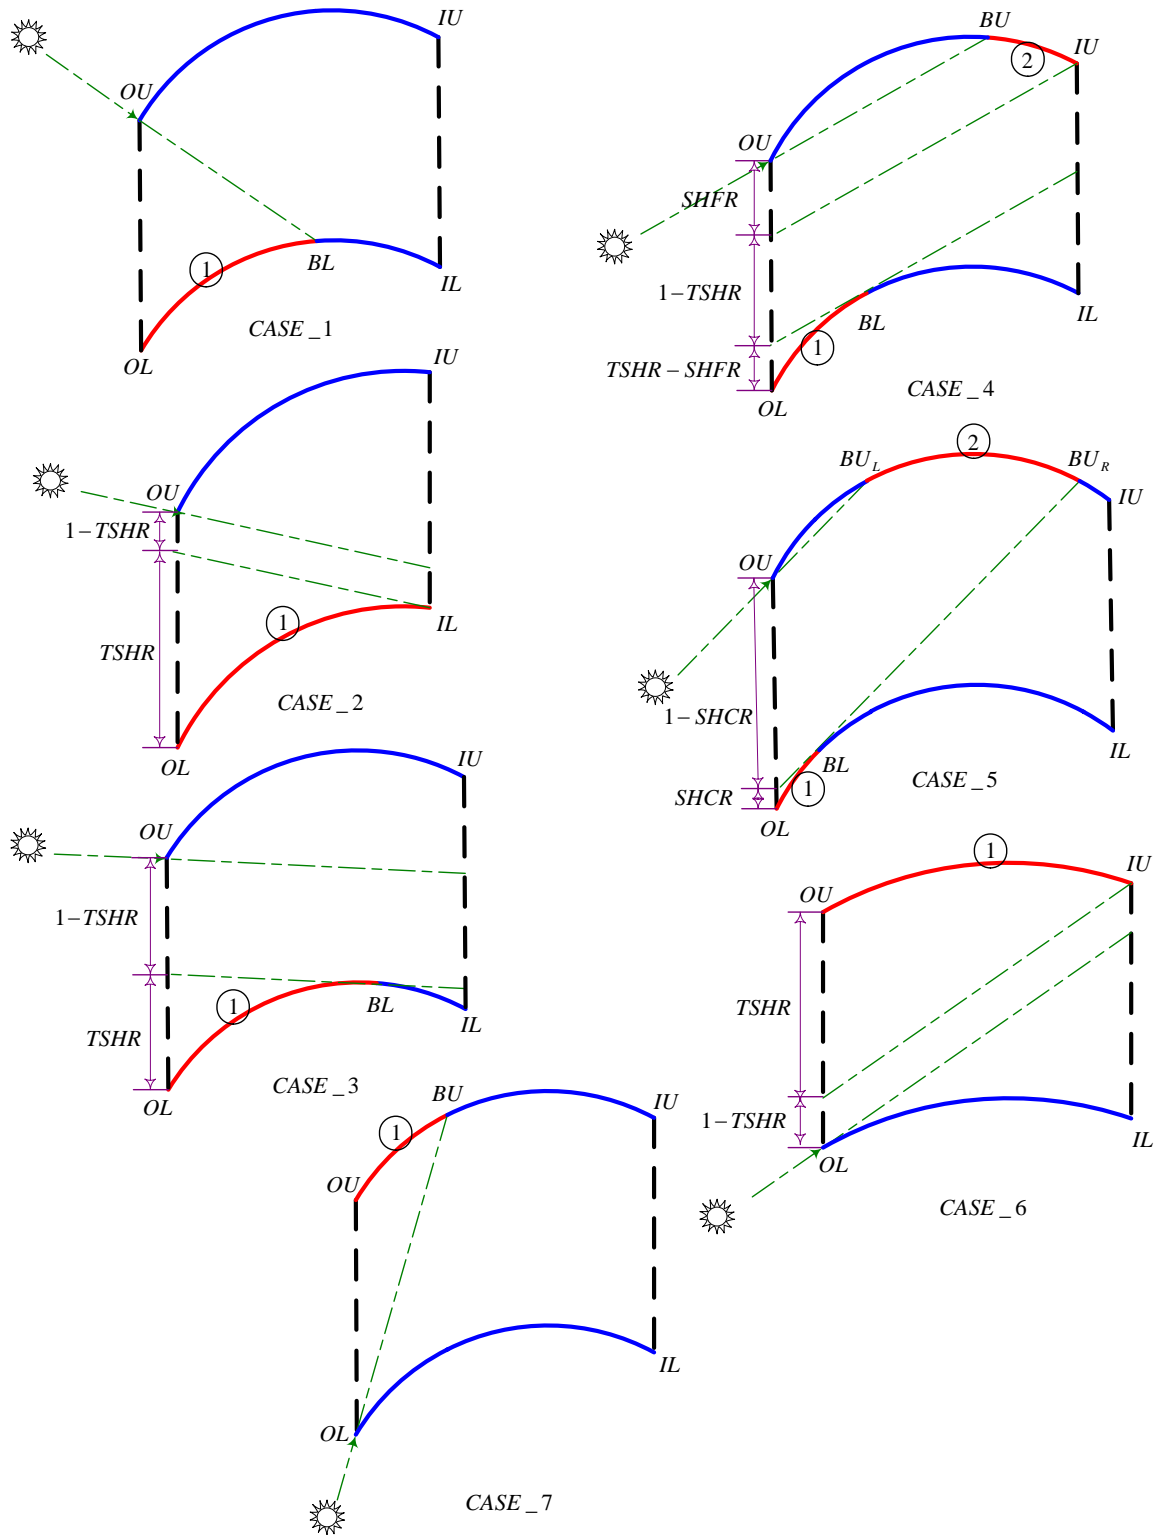 IU
OU
1
BL
IL
CASE_1
OL
BU
2
IU
OU
SHFR
1−TSHR
BL
IL
1
TSHR−SHFR
OL
CASE_4
IU
OU
1−TSHR
1
IL
TSHR
CASE_2
OL
2
BU_L
BU_R
IU
OU
1−SHCR
BL
IL
SHCR
1
CASE_5
OL
IU
OU
1−TSHR
BL
1
IL
TSHR
CASE_3
OL
1
IU
OU
TSHR
1−TSHR
IL
OL
CASE_6
BU
1
IU
OU
IL
OL
CASE_7